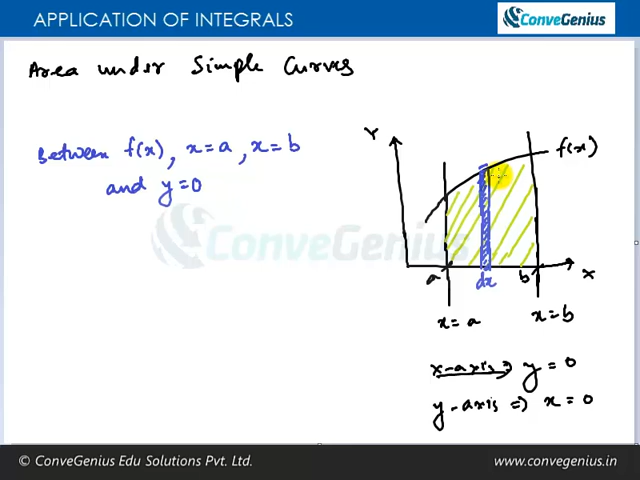 APPLICATION OF INTEGRALS
ConveGenius
Area under Simple Curves
Between f(x), x=a, x=b
and y=0
Y
f(x)
a
dx
b
X
x=a
x=b
x-axis ⇒ y=0
y-axis ⇒ x=0
ConveGenius
© ConveGenius Edu Solutions Pvt. Ltd.
www.convegenius.in